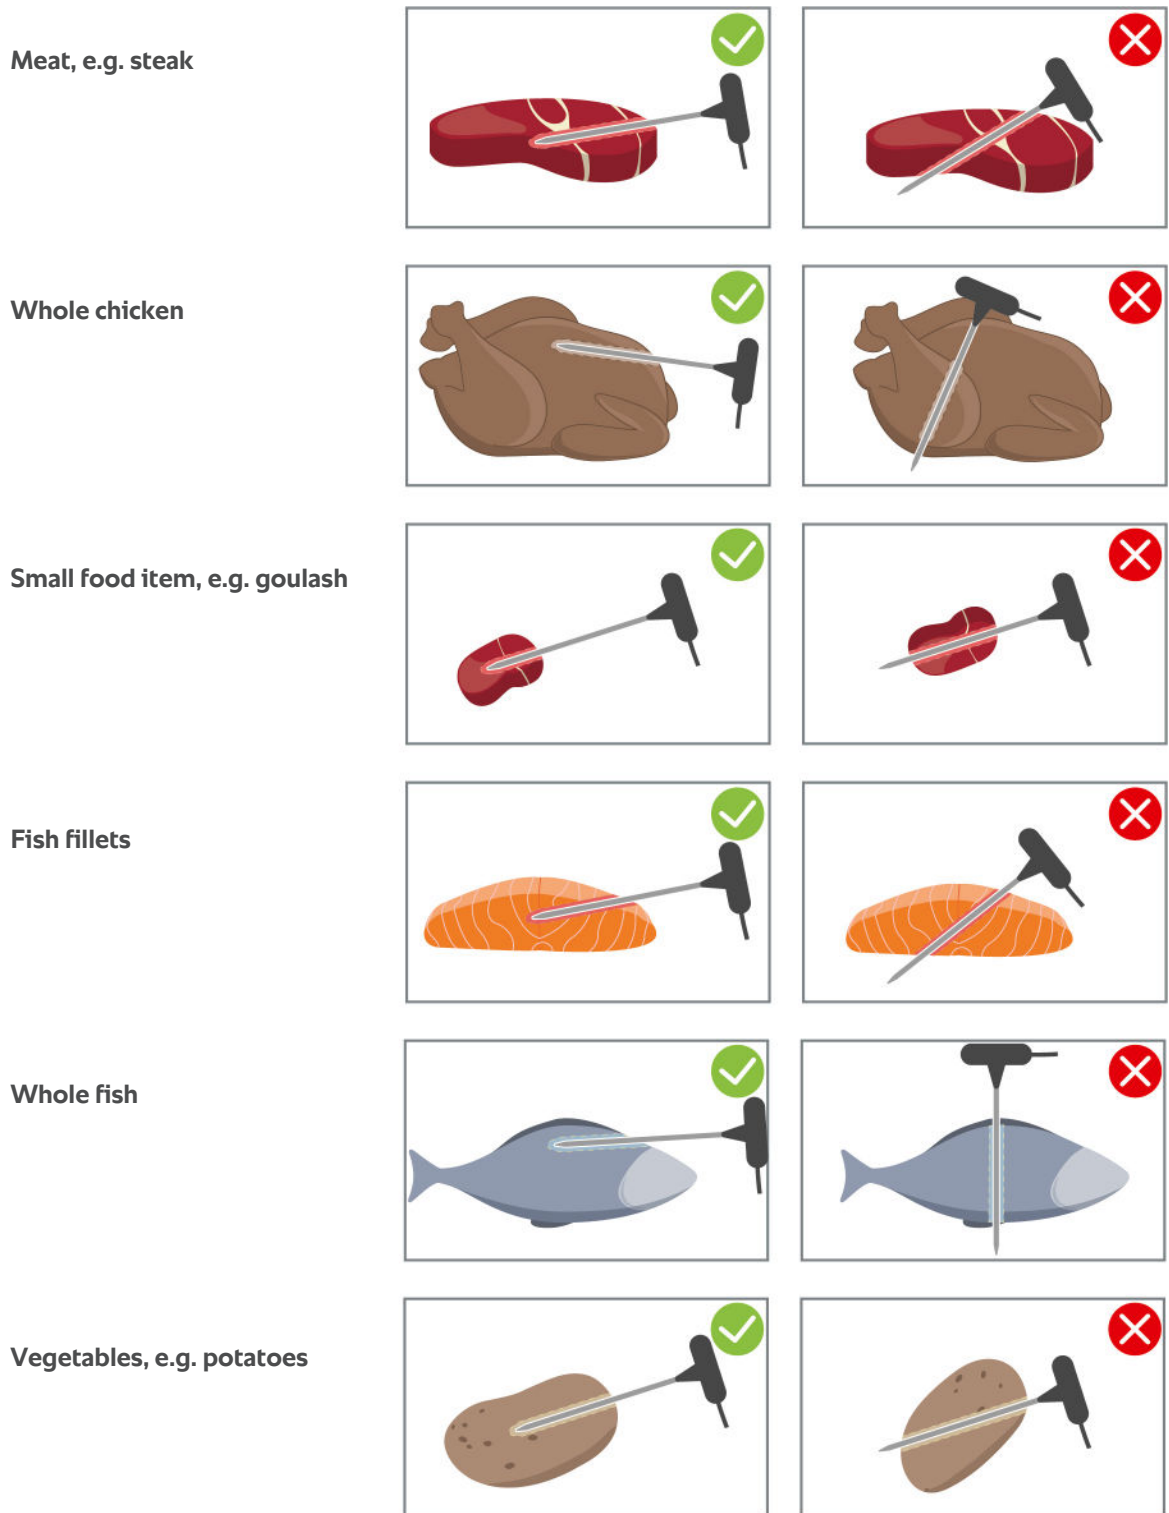 Meat, e.g. steak
Whole chicken
Small food item, e.g. goulash
Fish fillets
Whole fish
Vegetables, e.g. potatoes